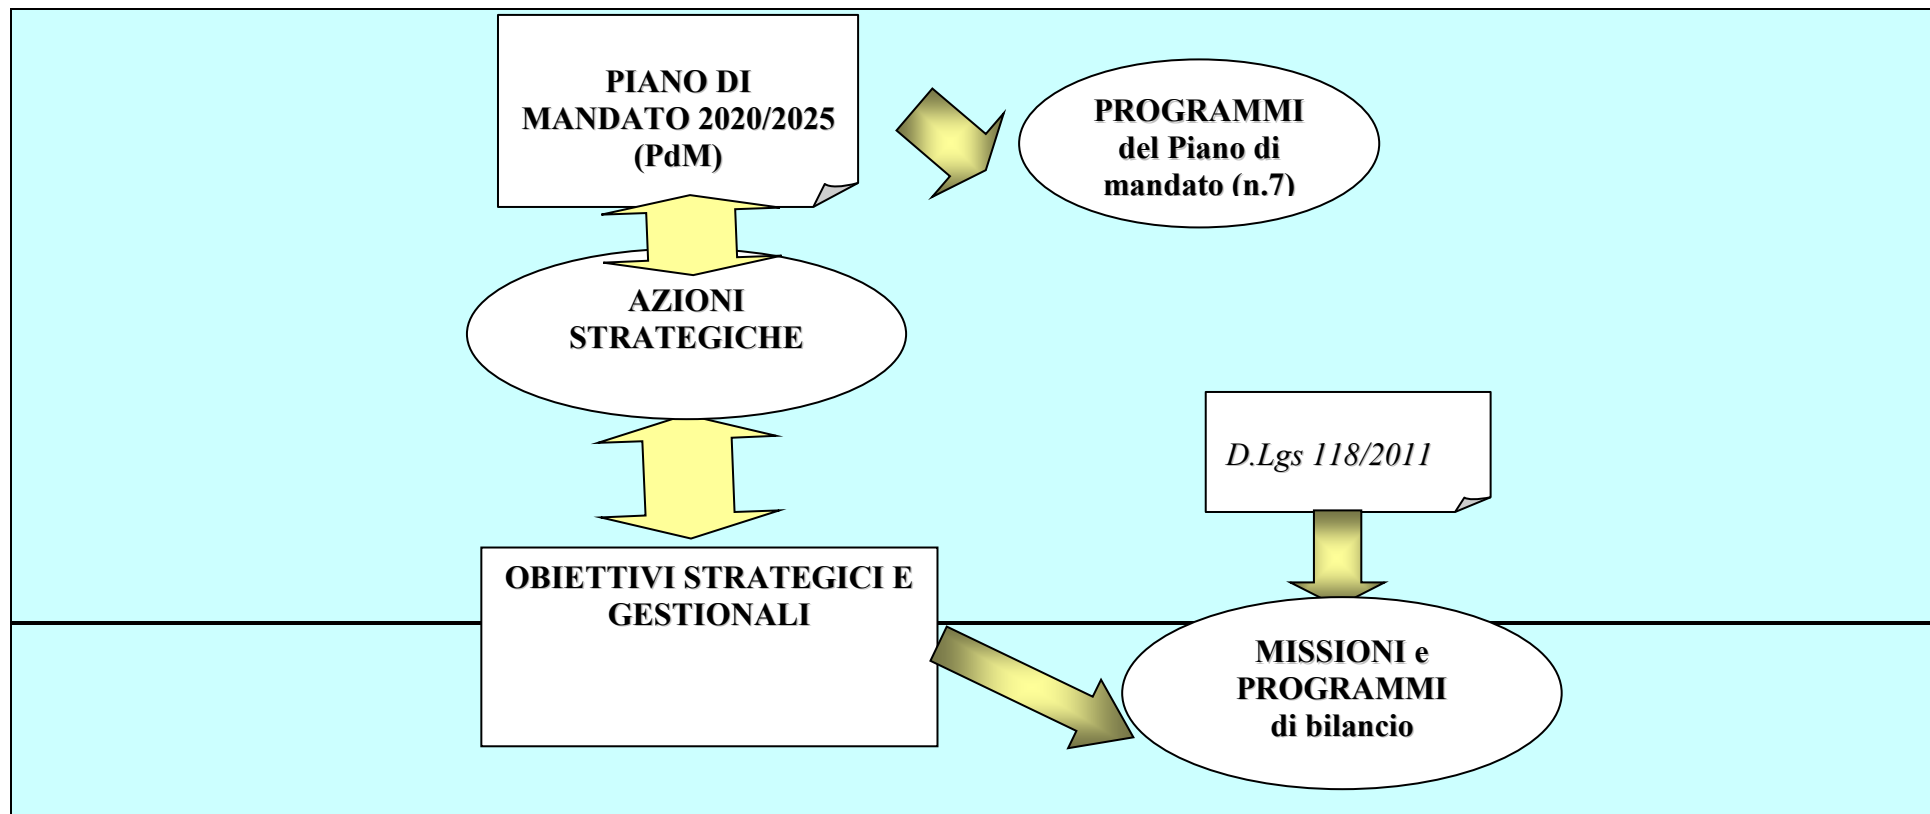 PIANO DI
MANDATO 2020/2025
(PdM)
PROGRAMMI
del Piano di
mandato (n.7)
AZIONI
STRATEGICHE
D.Lgs 118/2011
OBIETTIVI STRATEGICI E
GESTIONALI
MISSIONI e
PROGRAMMI
di bilancio